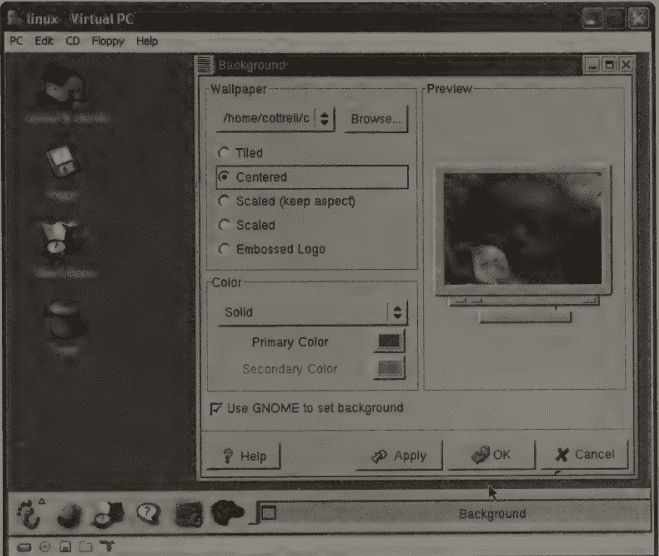 linux - Virtual PC
PC Edit CD Floppy Help
Background
Wallpaper
/home/cottrell/c
Browse...
Tiled
Centered
Scaled (keep aspect)
Scaled
Embossed Logo
Color
Solid
Primary Color
Secondary Color
Use GNOME to set background
Preview
Help
Apply
OK
Cancel
Background